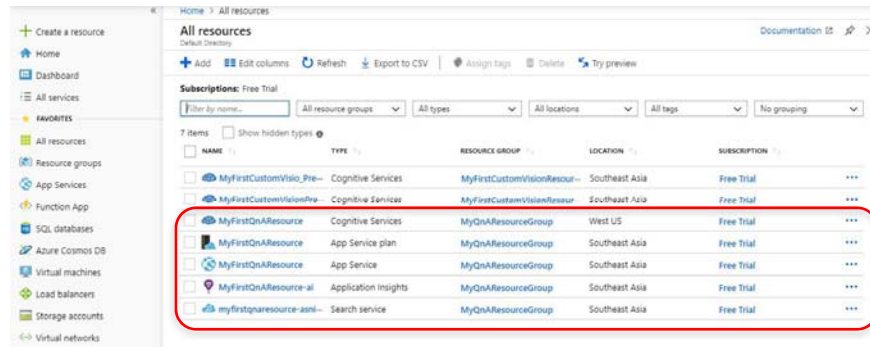 Home > All resources
«
Create a resource
Home
Dashboard
All services
FAVORITES
All resources
Resource groups
App Services
Function App
SQL databases
Azure Cosmos DB
Virtual machines
Load balancers
Storage accounts
Virtual networks
All resources
Default Directory
Documentation
Add Edit columns Refresh Export to CSV Assign tags Delete Try preview
Subscriptions: Free Trial
Filter by name... All resource groups All types All locations All tags No grouping
7 items Show hidden types
NAME TYPE RESOURCE GROUP LOCATION SUBSCRIPTION
MyFirstCustomVisio_Pre... Cognitive Services MyFirstCustomVisionResour... Southeast Asia Free Trial ...
MyFirstCustomVisionPre... Cognitive Services MyFirstCustomVisionResour... Southeast Asia Free Trial ...
MyFirstQnAResource Cognitive Services MyQnAResourceGroup West US Free Trial ...
MyFirstQnAResource App Service plan MyQnAResourceGroup Southeast Asia Free Trial ...
MyFirstQnAResource App Service MyQnAResourceGroup Southeast Asia Free Trial ...
MyFirstQnAResource-ai Application Insights MyQnAResourceGroup Southeast Asia Free Trial ...
myfirstqnaresource-asni... Search service MyQnAResourceGroup Southeast Asia Free Trial ...